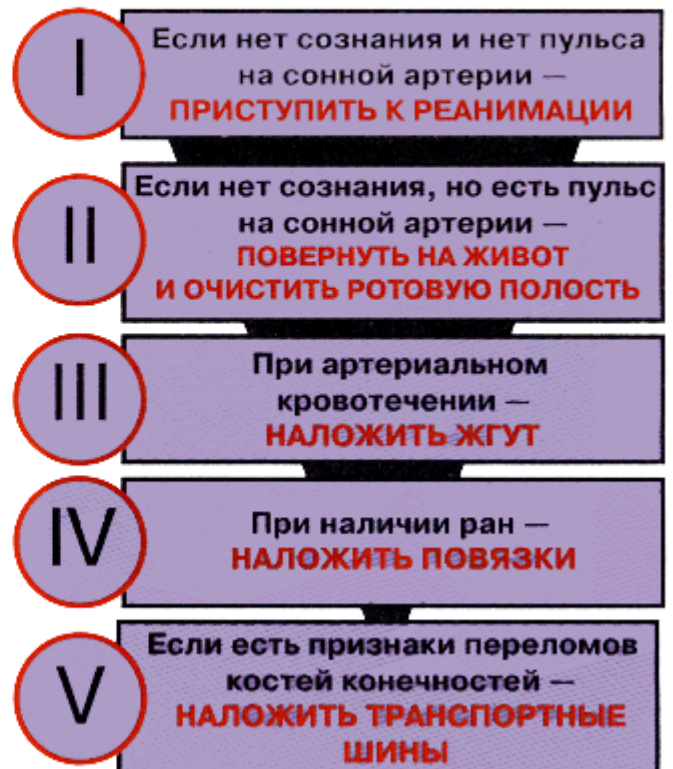 I
Если нет сознания и нет пульса
на сонной артерии —
ПРИСТУПИТЬ К РЕАНИМАЦИИ
II
Если нет сознания, но есть пульс
на сонной артерии —
ПОВЕРНУТЬ НА ЖИВОТ
И ОЧИСТИТЬ РОТОВУЮ ПОЛОСТЬ
III
При артериальном
кровотечении —
НАЛОЖИТЬ ЖГУТ
IV
При наличии ран —
НАЛОЖИТЬ ПОВЯЗКИ
V
Если есть признаки переломов
костей конечностей —
НАЛОЖИТЬ ТРАНСПОРТНЫЕ
ШИНЫ